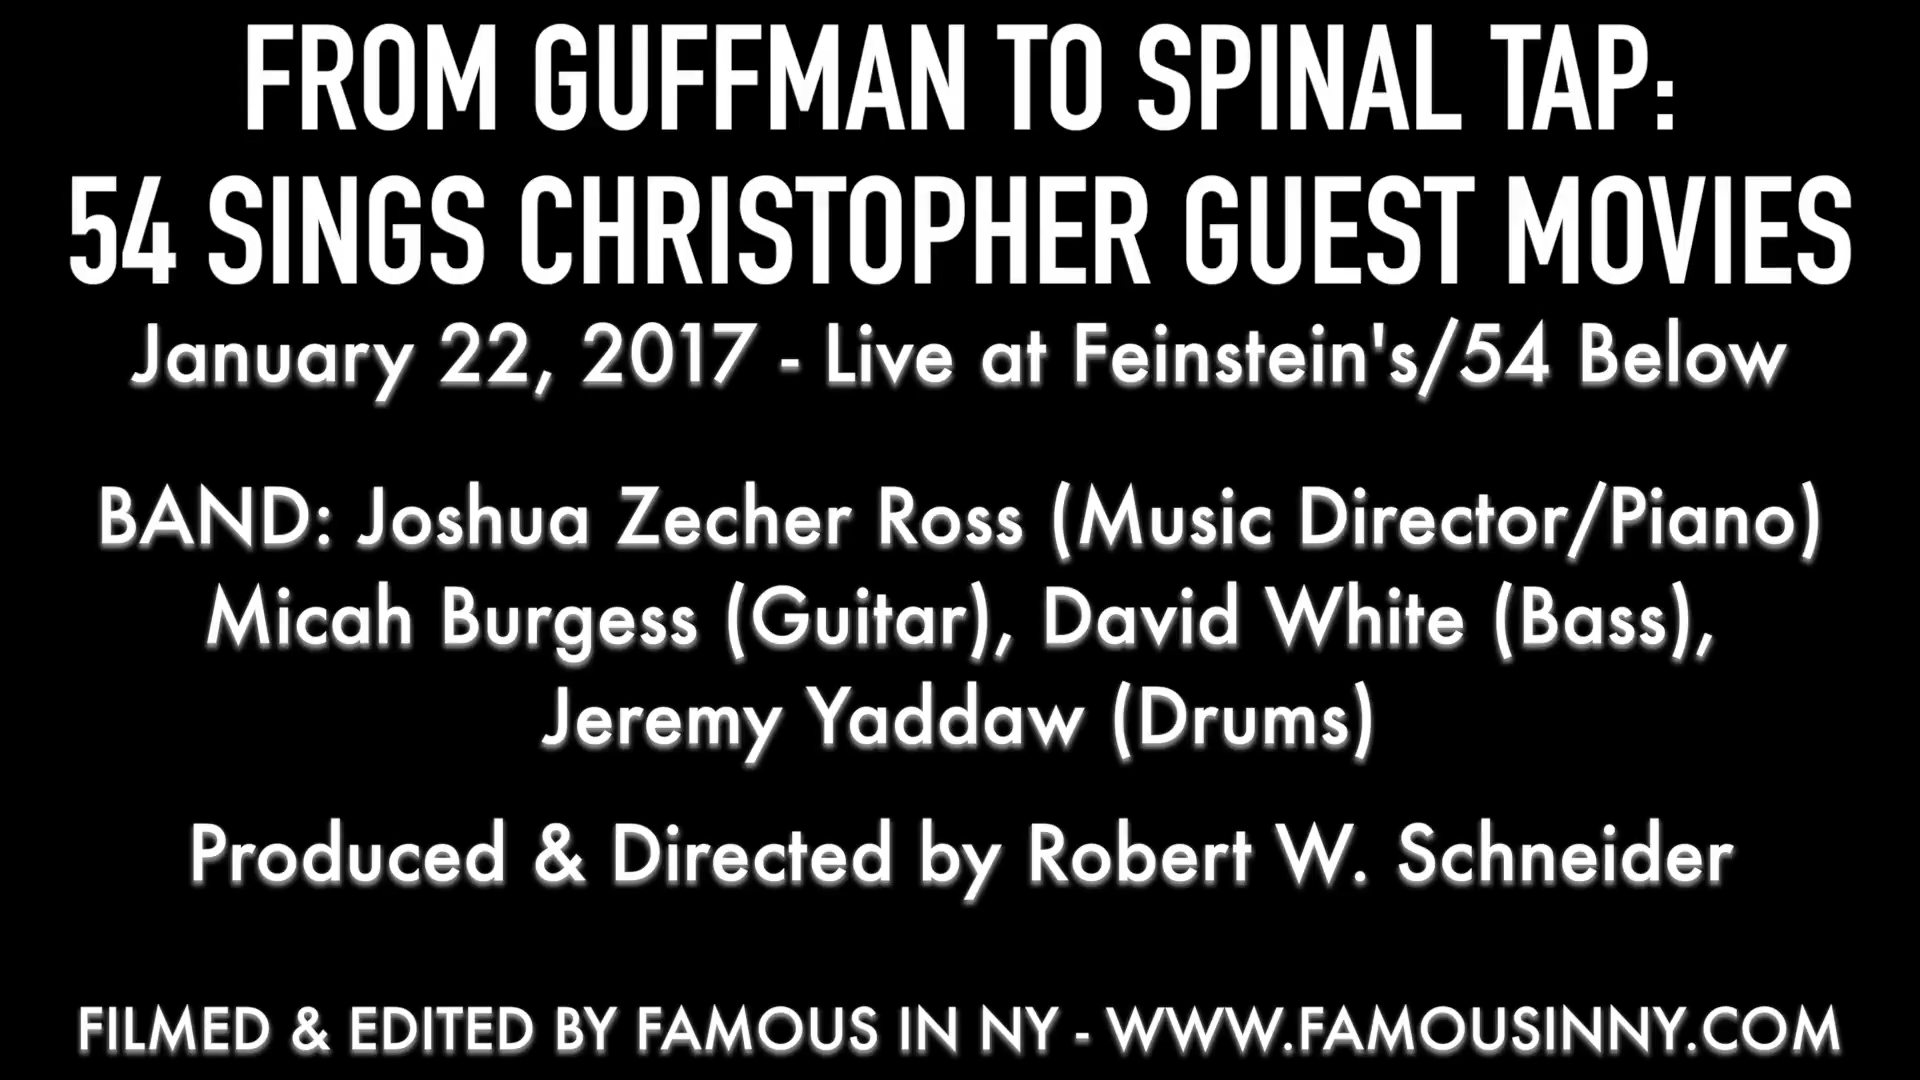 FROM GUFFMAN TO SPINAL TAP:
54 SINGS CHRISTOPHER GUEST MOVIES
January 22, 2017 - Live at Feinstein's/54 Below
BAND: Joshua Zecher Ross (Music Director/Piano)
Micah Burgess (Guitar), David White (Bass),
Jeremy Yaddaw (Drums)
Produced & Directed by Robert W. Schneider
FILMED & EDITED BY FAMOUS IN NY - WWW.FAMOUSINNY.COM